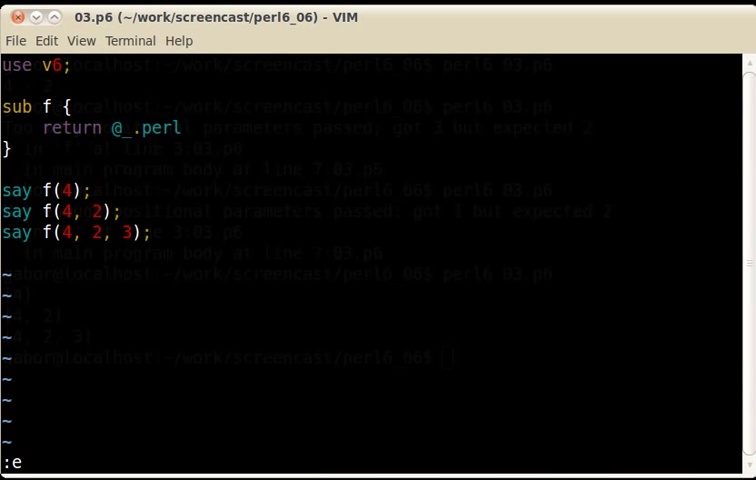 03.p6 (~/work/screencast/perl6_06) - VIM
File Edit View Terminal Help
use v6;
sub f {
return @_.perl
}
say f(4);
say f(4, 2);
say f(4, 2, 3);
~
~
~
~
~
~
~
~
~
:e